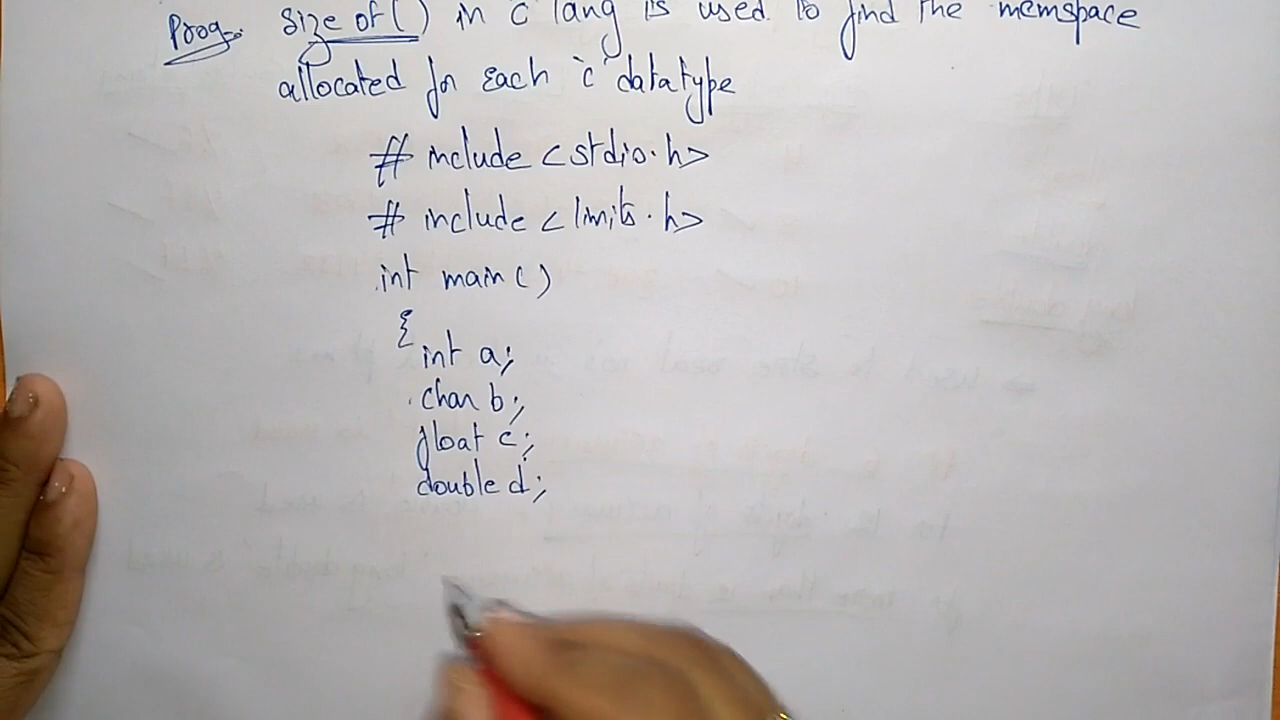 Prog. Size of() in c lang is used to find the memspace
allocated for Each 'c' datatype
# include <stdio.h>
# include <limits.h>
int main()
{
int a;
char b;
float c;
double d;